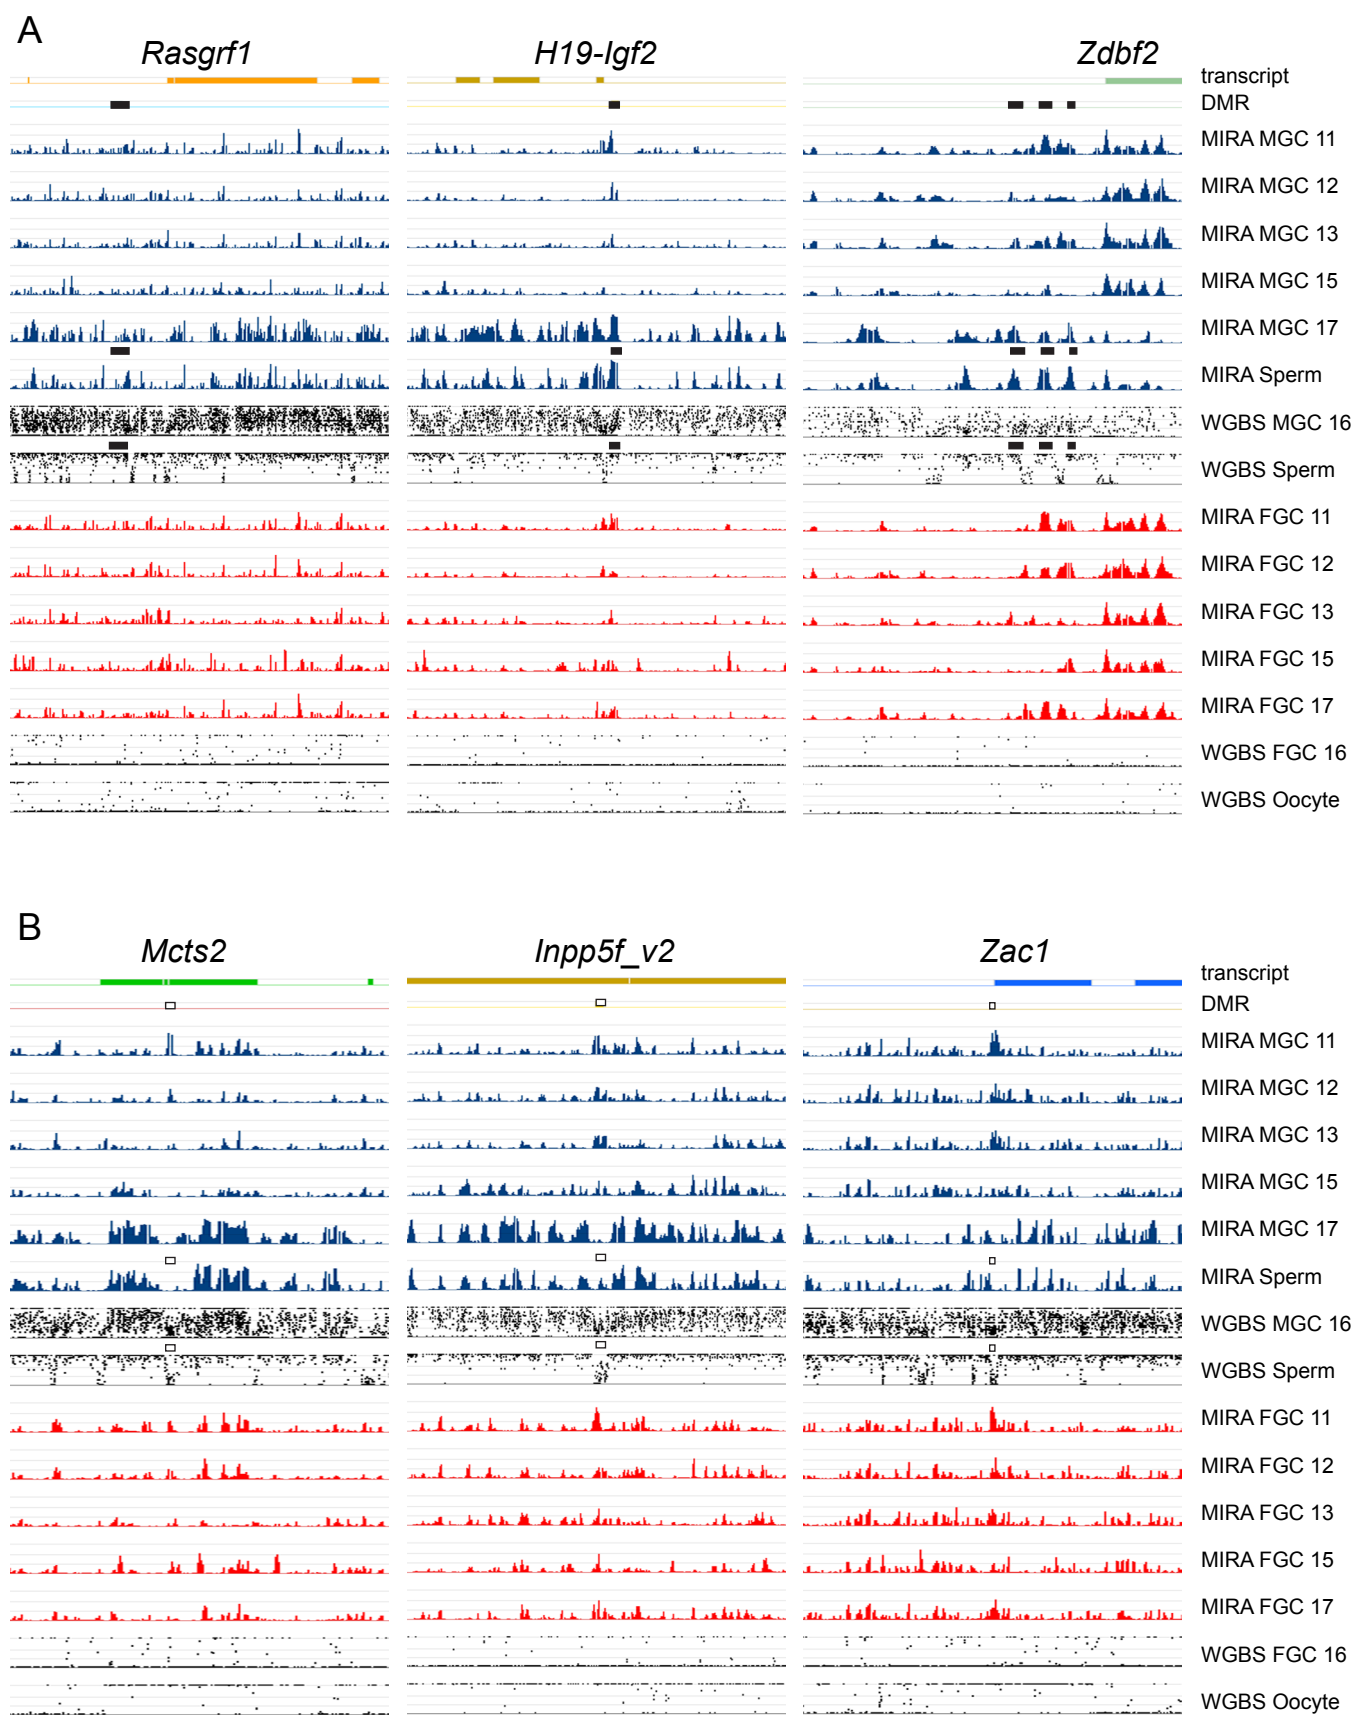 A
Rasgrf1 H19-Igf2 Zdbf2
transcript
DMR
MIRA MGC 11
MIRA MGC 12
MIRA MGC 13
MIRA MGC 15
MIRA MGC 17
MIRA Sperm
WGBS MGC 16
WGBS Sperm
MIRA FGC 11
MIRA FGC 12
MIRA FGC 13
MIRA FGC 15
MIRA FGC 17
WGBS FGC 16
WGBS Oocyte
B
Mcts2 Inpp5f_v2 Zac1
transcript
DMR
MIRA MGC 11
MIRA MGC 12
MIRA MGC 13
MIRA MGC 15
MIRA MGC 17
MIRA Sperm
WGBS MGC 16
WGBS Sperm
MIRA FGC 11
MIRA FGC 12
MIRA FGC 13
MIRA FGC 15
MIRA FGC 17
WGBS FGC 16
WGBS Oocyte